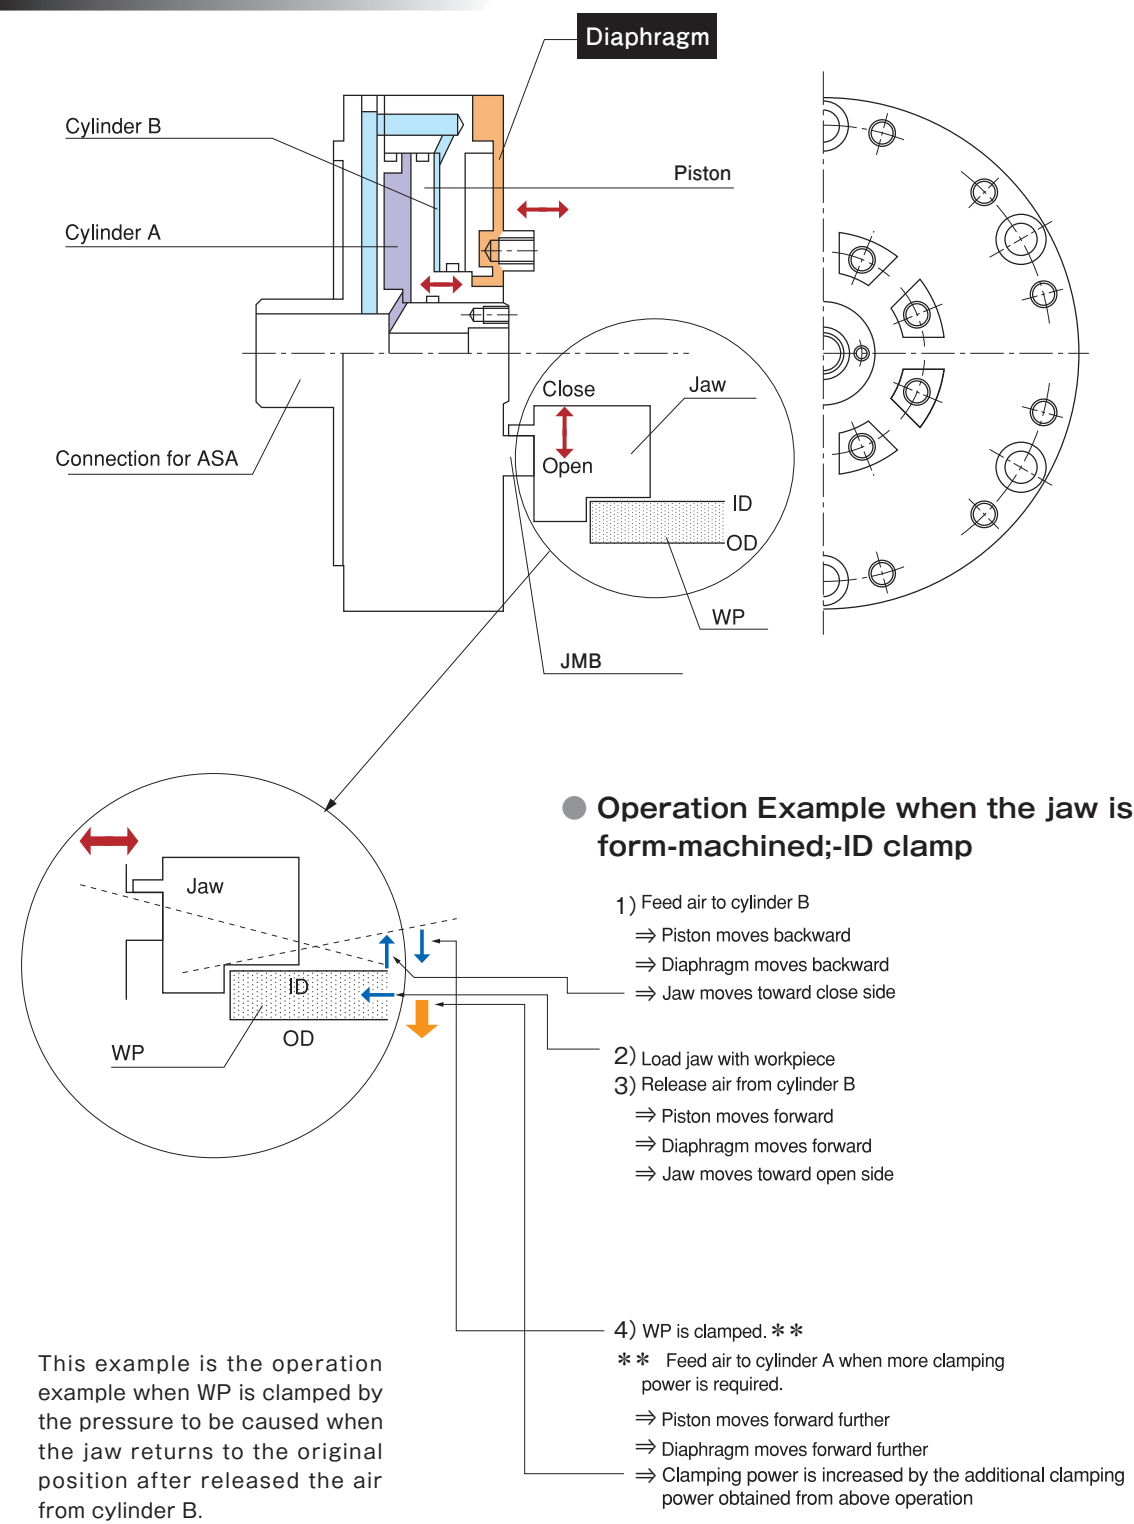 Diaphragm
Cylinder B
Piston
Cylinder A
Close
Jaw
Connection for ASA
Open
ID
OD
WP
JMB
● Operation Example when the jaw is
form-machined;-ID clamp
Jaw
ID
OD
WP
1) Feed air to cylinder B
⇒ Piston moves backward
⇒ Diaphragm moves backward
⇒ Jaw moves toward close side
2) Load jaw with workpiece
3) Release air from cylinder B
⇒ Piston moves forward
⇒ Diaphragm moves forward
⇒ Jaw moves toward open side
4) WP is clamped. ＊＊
＊＊ Feed air to cylinder A when more clamping
power is required.
⇒ Piston moves forward further
⇒ Diaphragm moves forward further
⇒ Clamping power is increased by the additional clamping
power obtained from above operation
This example is the operation
example when WP is clamped by
the pressure to be caused when
the jaw returns to the original
position after released the air
from cylinder B.